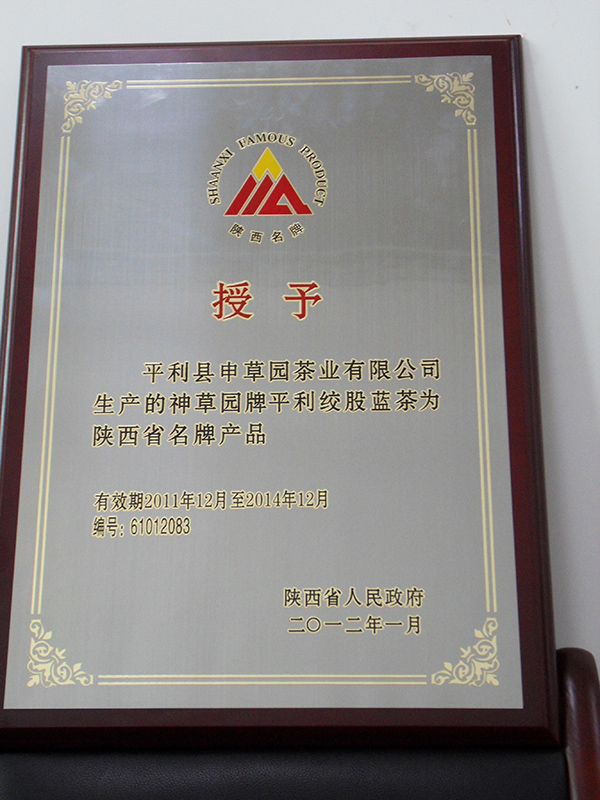 SHAANXI FAMOUS PRODUCT
陕西名牌
授予
平利县申草园茶业有限公司
生产的神草园牌平利绞股蓝茶为
陕西省名牌产品
有效期2011年12月至2014年12月
编号:61012083
陕西省人民政府
二〇一二年一月